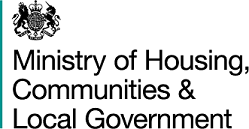 Ministry of Housing,
Communities &
Local Government